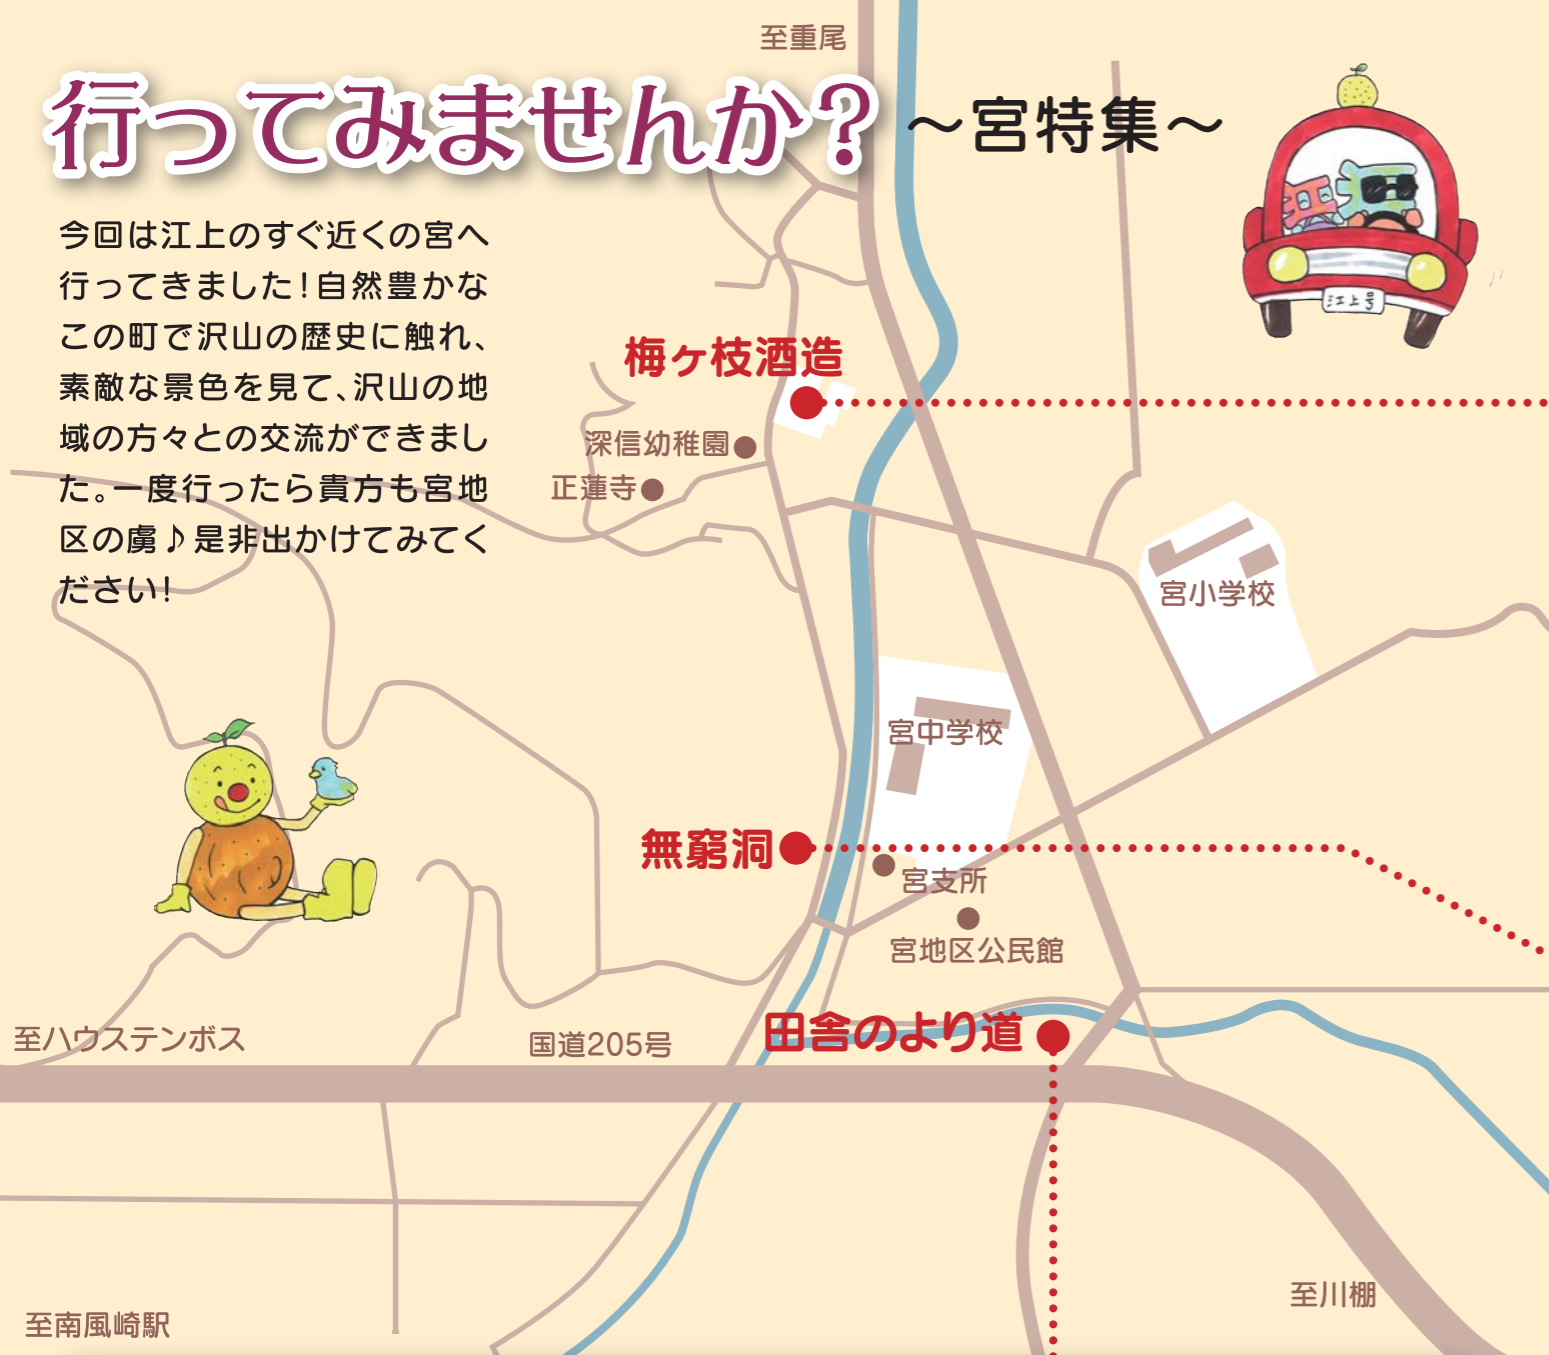 至重尾
行ってみませんか?
〜宮特集〜
今回は江上のすぐ近くの宮へ
行ってきました!自然豊かな
この町で沢山の歴史に触れ、
素敵な景色を見て、沢山の地
域の方々との交流ができまし
た。一度行ったら貴方も宮地
区の虜♪是非出かけてみてく
ださい!
江
江
江上号
梅ヶ枝酒造
深信幼稚園
正蓮寺
宮小学校
宮中学校
無窮洞
宮支所
宮地区公民館
田舎のより道
至ハウステンボス
国道205号
至川棚
至南風崎駅